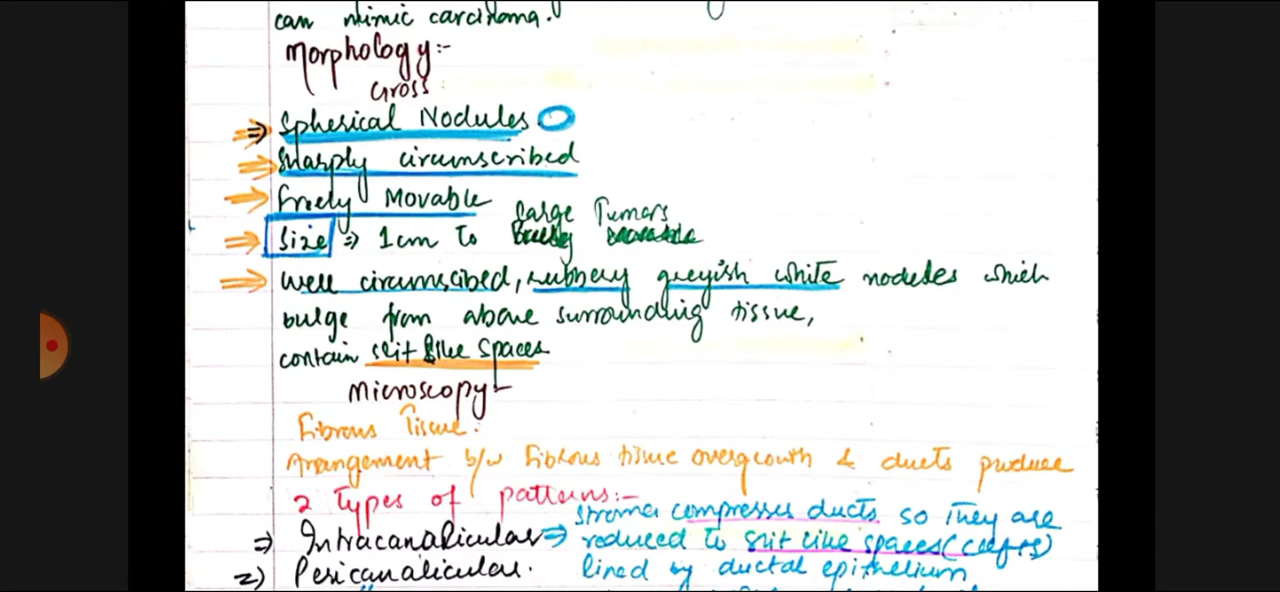 can mimic carcinoma.
Morphology:-
Gross
⇒ Spherical Nodules
⇒ Sharply circumscribed
⇒ Freely Movable
Large Tumors
⇒ Size ⇒ 1cm to
⇒ Well circumscibed, rubbery greyish white nodules which
bulge from above surrounding tissue,
contain slit like spaces
Microscopy:-
Fibrous Tissue.
Arrangement b/w Fibrous tissue overgrowth & ducts produce
2 types of patterns:-
stroma compresses ducts so They are
⇒ Intracanalicular ⇒ reduced to slit like spaces (clefts)
2) Pericanalicular. lined by ductal epithelium